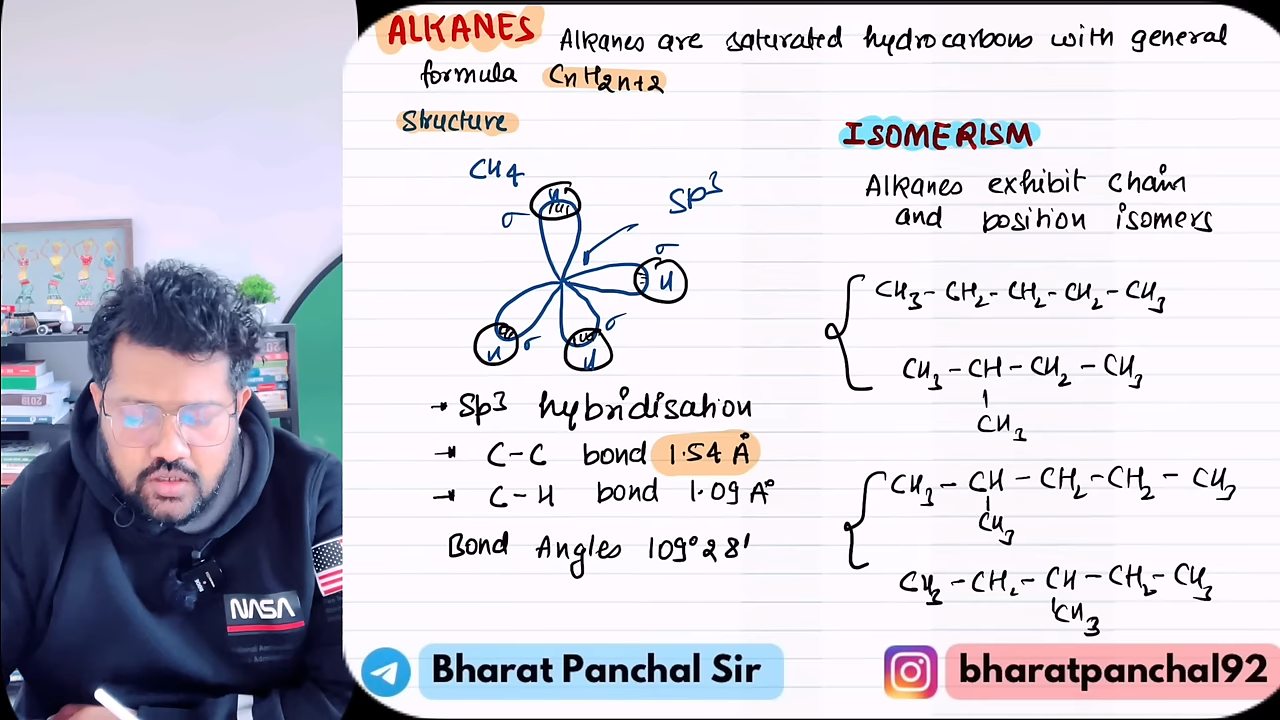 ALKANES Alkanes are saturated hydrocarbons with general
formula CnH2n+2
Structure
CH4
sp3
σ
H
σ
H
σ
H
σ
H
→ Sp3 hybridisation
→ C-C bond 1.54 A°
→ C-H bond 1.09 A°
Bond Angles 109°28'
ISOMERISM
Alkanes exhibit chain
and position isomers
CH3- CH2- CH2- CH2- CH3
CH3 - CH - CH2 - CH3
CH3
CH3 - CH - CH2-CH2 - CH3
CH3
CH3 - CH2 - CH - CH2- CH3
CH3
Bharat Panchal Sir
bharatpanchal92
NASA